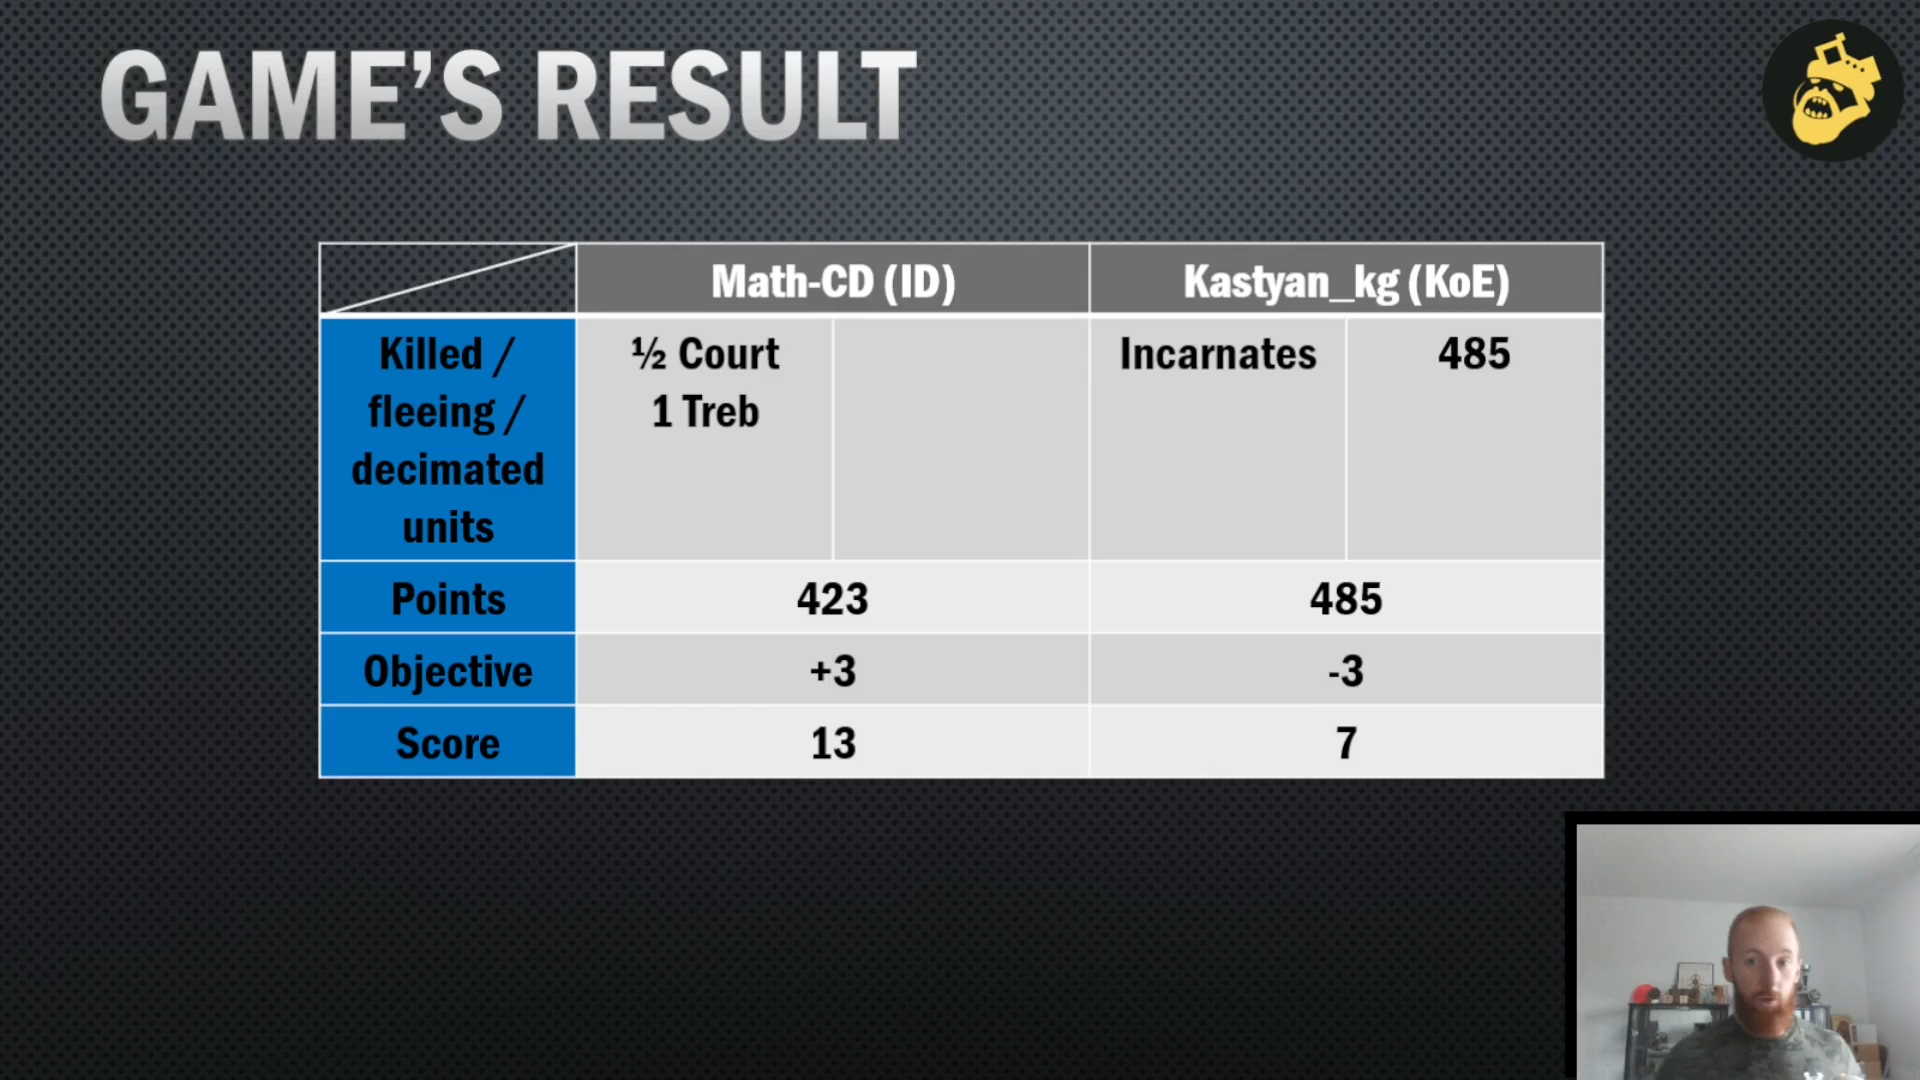 GAME'S RESULT
Math-CD (ID)
Kastyan_kg (KoE)
Killed /
fleeing /
decimated
units
½ Court
1 Treb
Incarnates
485
Points
423
485
Objective
+3
-3
Score
13
7